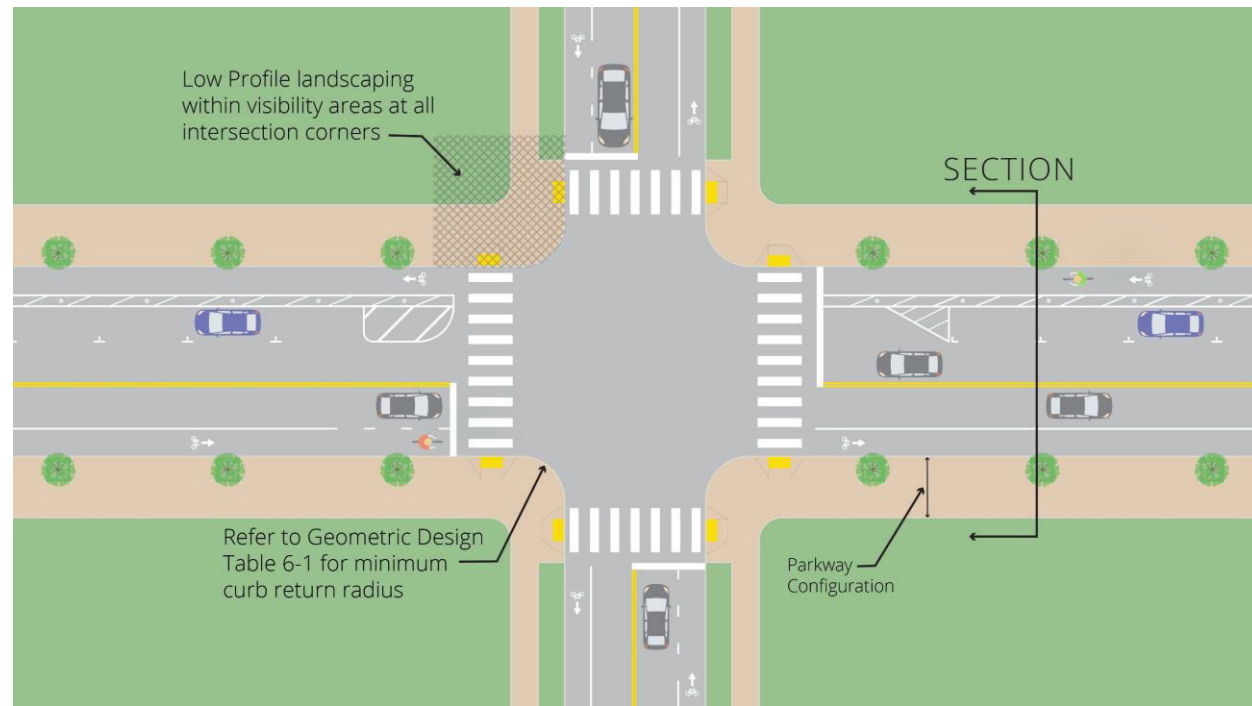 Low Profile landscaping
within visibility areas at all
intersection corners
SECTION
Refer to Geometric Design
Table 6-1 for minimum
curb return radius
Parkway
Configuration